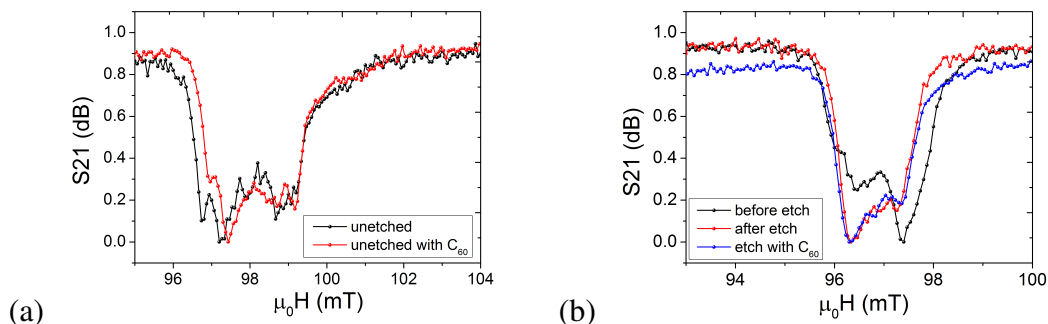 1.0
0.8
0.6
0.4
0.2
0.0
S21 (dB)
96 98 100 102 104
μ₀H (mT)
unetched
unetched with C₆₀
(a)
1.0
0.8
0.6
0.4
0.2
0.0
S21 (dB)
94 96 98 100
μ₀H (mT)
before etch
after etch
etch with C₆₀
(b)